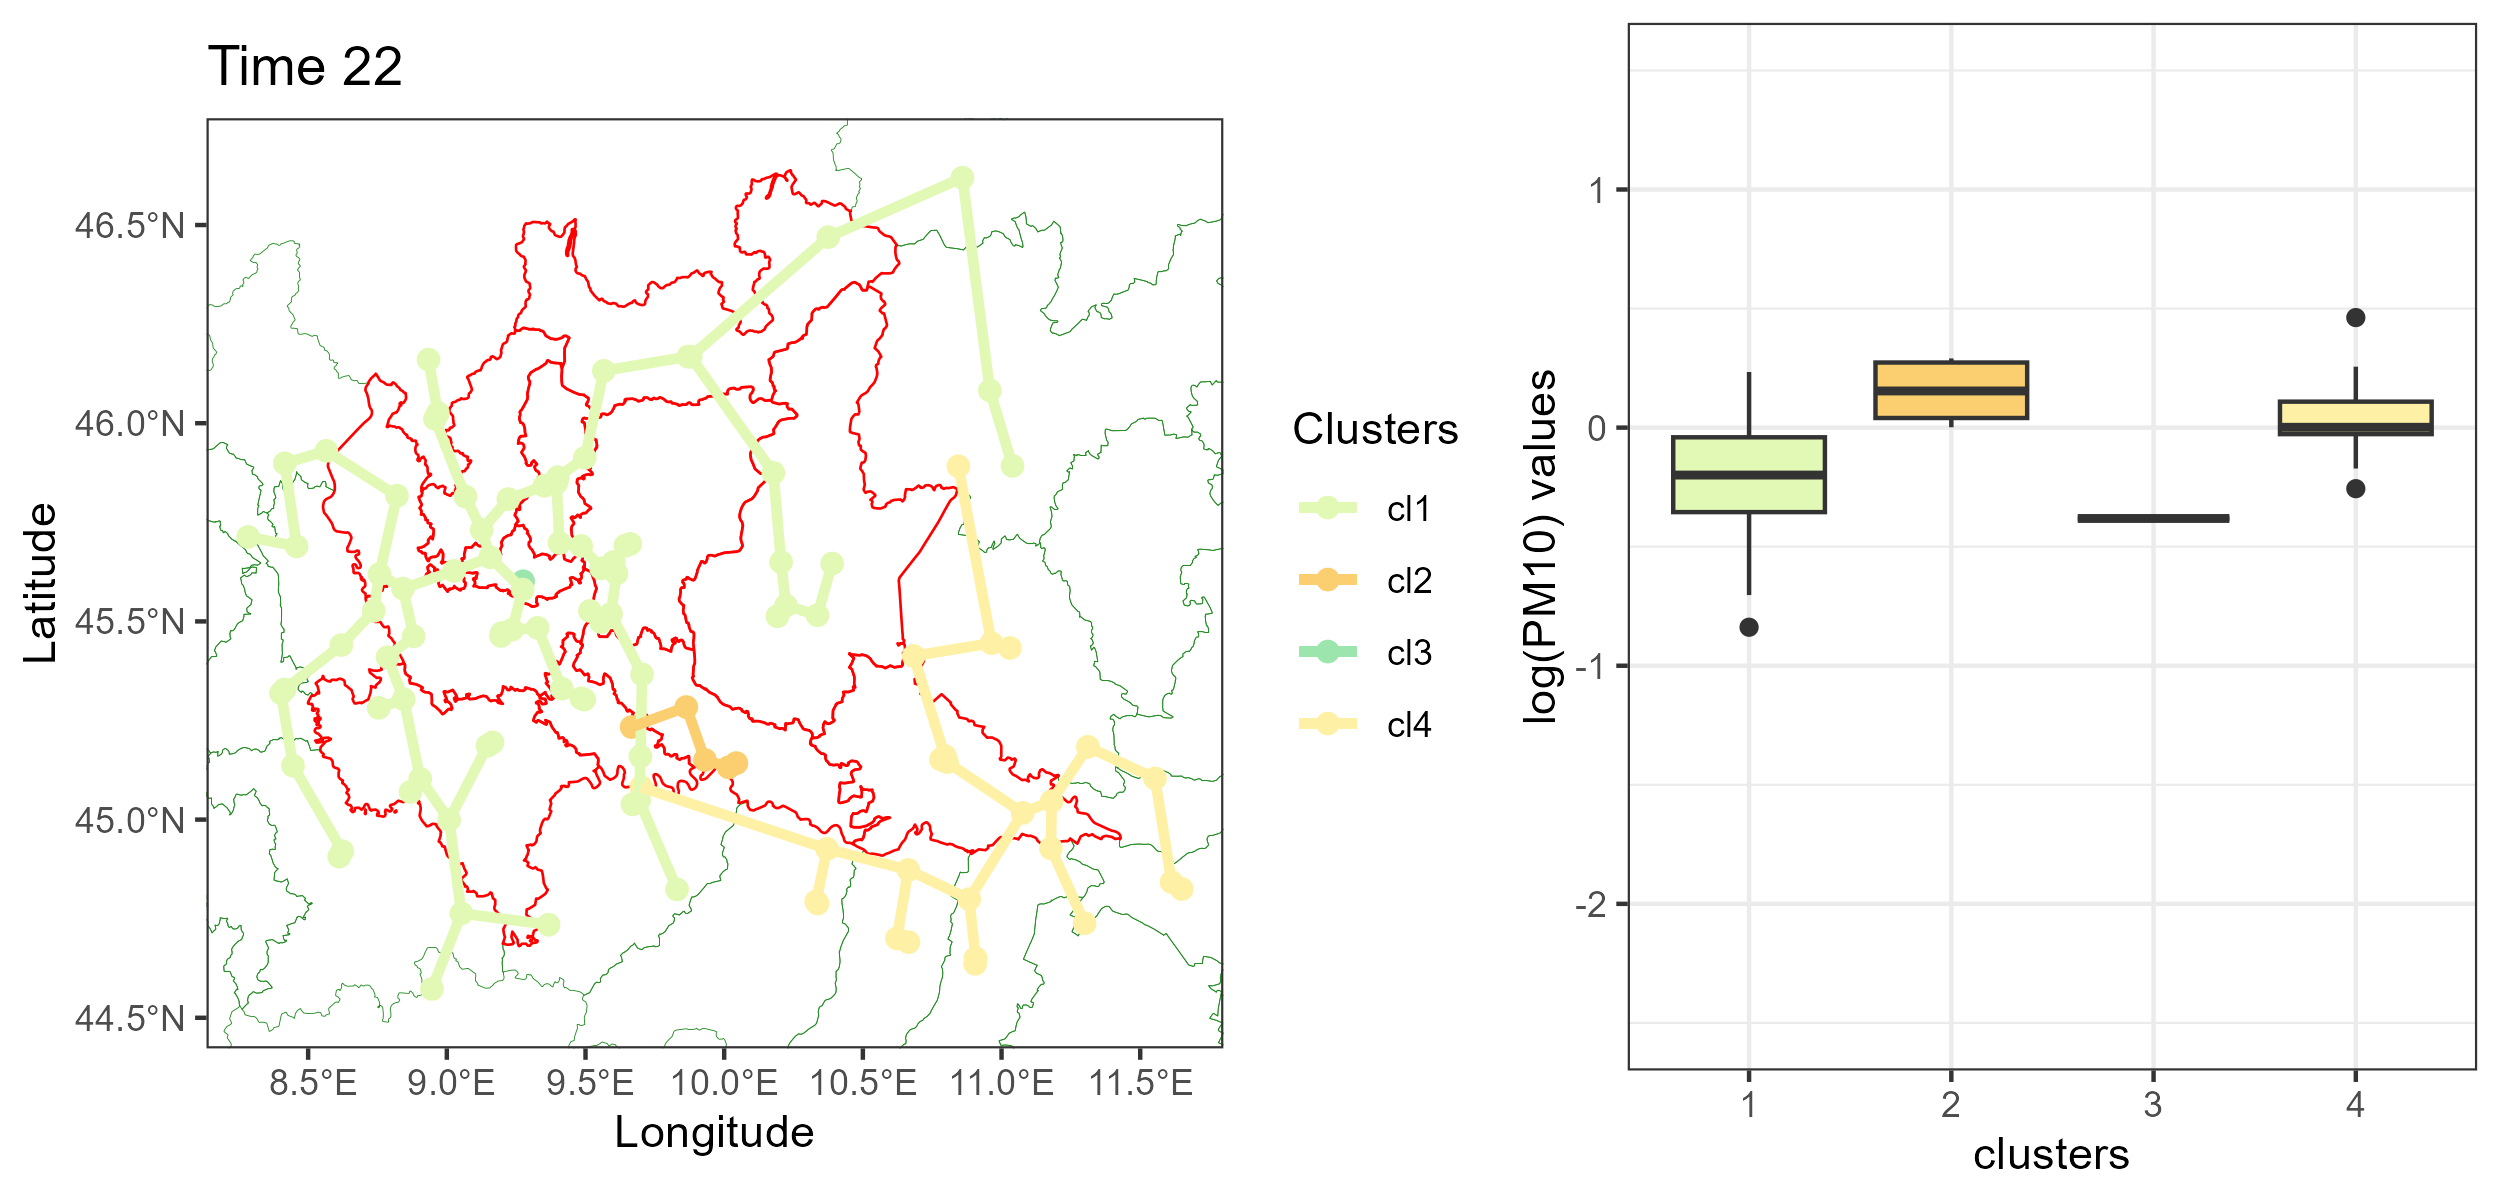 Time 22
46.5°N
46.0°N
45.5°N
45.0°N
44.5°N
Latitude
8.5°E 9.0°E 9.5°E 10.0°E 10.5°E 11.0°E 11.5°E
Longitude
Clusters
cl1
cl2
cl3
cl4
log(PM10) values
1
0
-1
-2
1 2 3 4
clusters